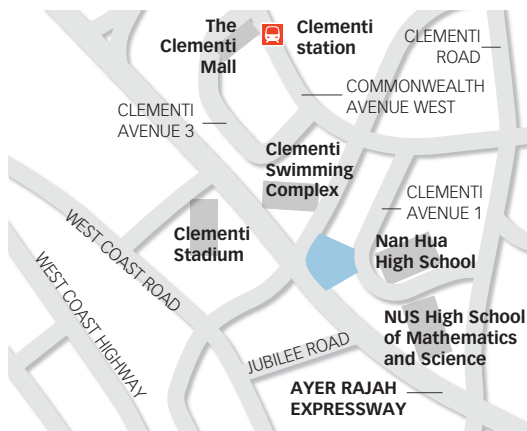 The
Clementi
Mall
Clementi
station
CLEMENTI
ROAD
COMMONWEALTH
AVENUE WEST
CLEMENTI
AVENUE 3
Clementi
Swimming
Complex
CLEMENTI
AVENUE 1
WEST COAST ROAD
Clementi
Stadium
Nan Hua
High School
WEST COAST HIGHWAY
NUS High School
of Mathematics
and Science
JUBILEE ROAD
AYER RAJAH
EXPRESSWAY